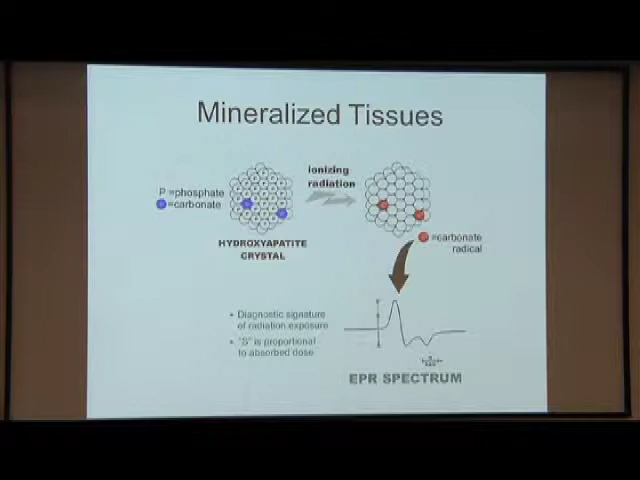 Mineralized Tissues
P =phosphate
=carbonate
HYDROXYAPATITE
CRYSTAL
ionizing
radiation
=carbonate
radical
• Diagnostic signature
of radiation exposure
• "S" is proportional
to absorbed dose
EPR SPECTRUM